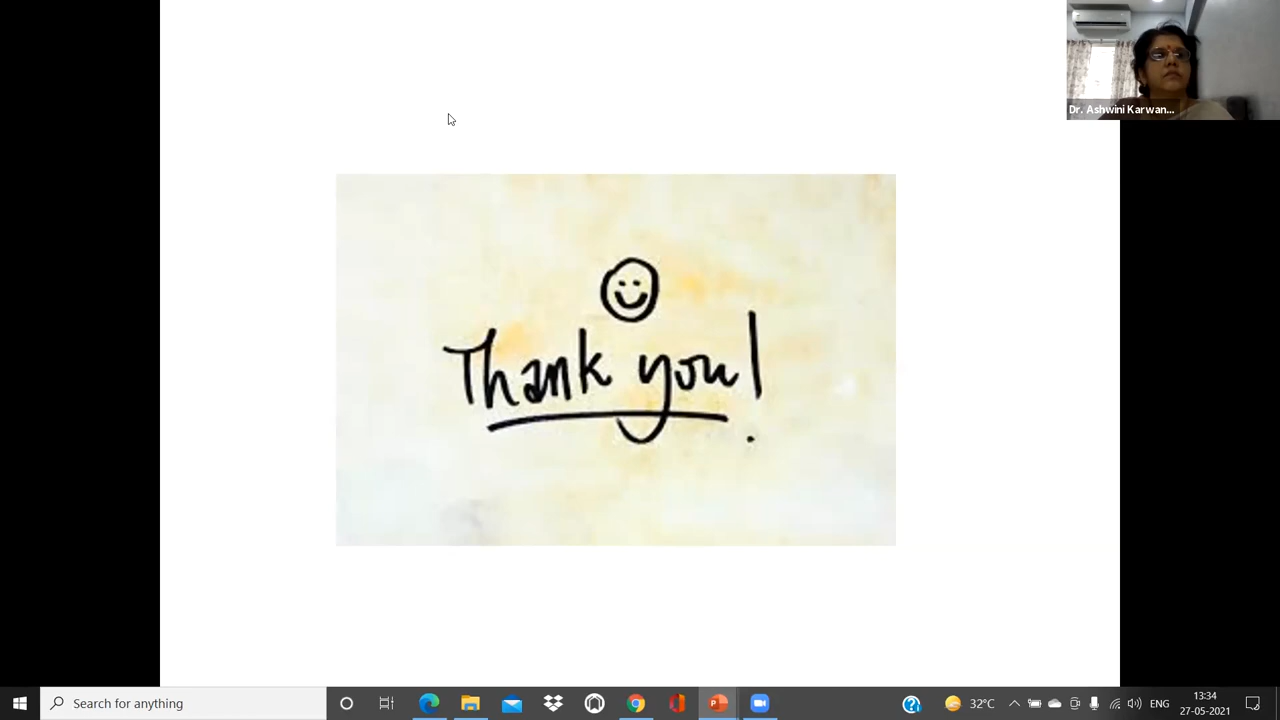 Dr. Ashwini Karwan...
Thank you!
Search for anything
32°C
ENG
13:34
27-05-2021